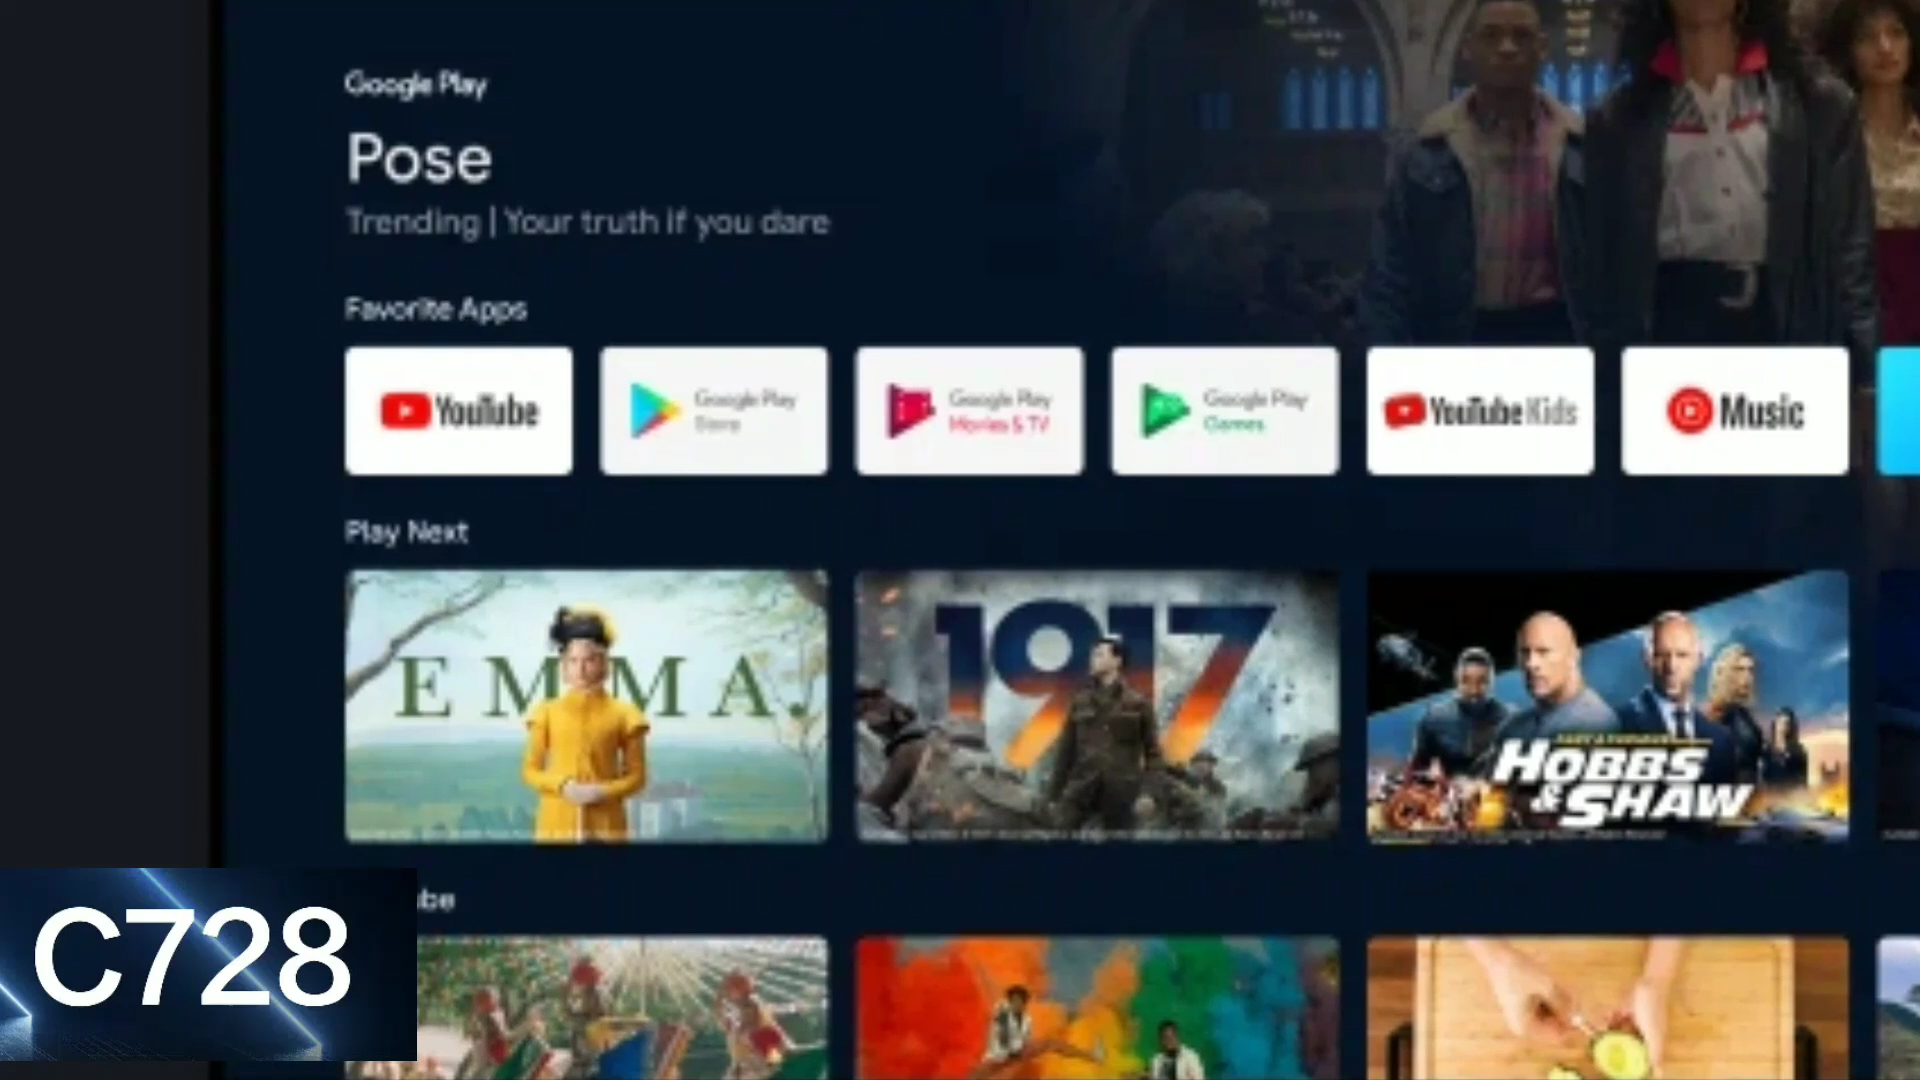 Google Play
Pose
Trending | Your truth if you dare
Favorite Apps
YouTube
Google Play
Store
Google Play
Movies & TV
Google Play
Games
YouTube Kids
Music
Play Next
EMMA.
1917
HOBBS
& SHAW
C728